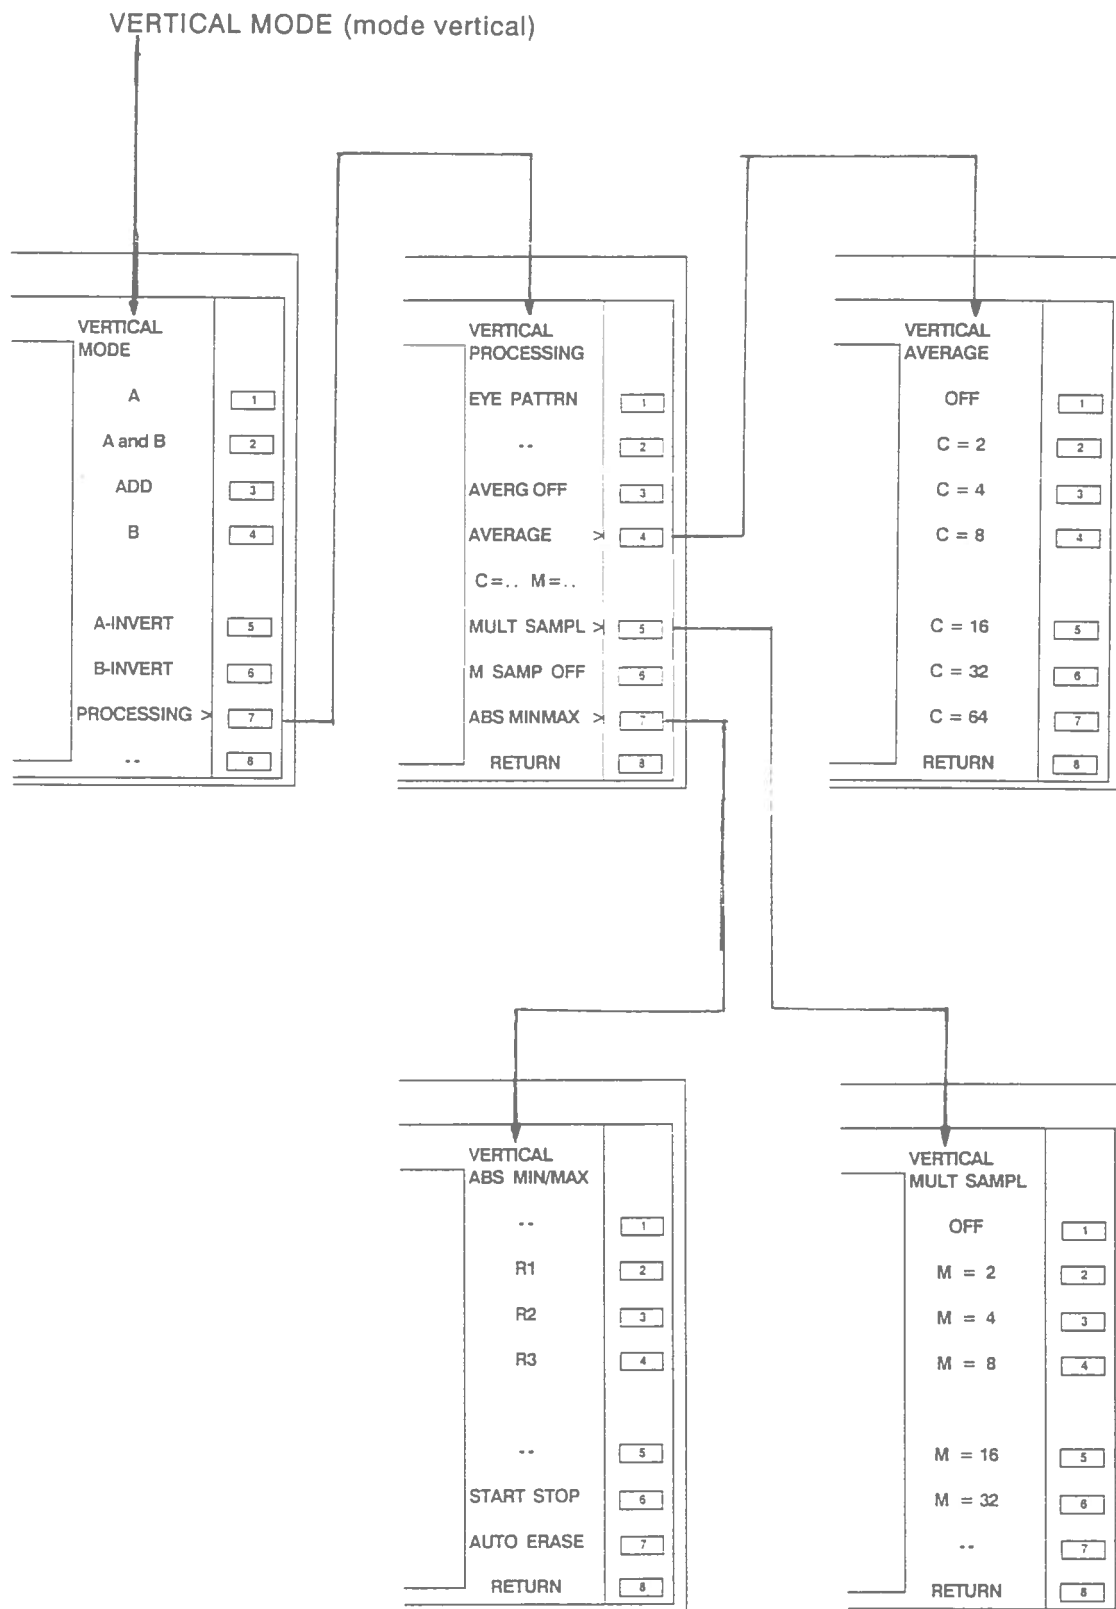 VERTICAL MODE (mode vertical)
VERTICAL
MODE
A 1
A and B 2
ADD 3
B 4
A-INVERT 5
B-INVERT 6
PROCESSING > 7
-- 8
VERTICAL
PROCESSING
EYE PATTRN 1
-- 2
AVERG OFF 3
AVERAGE > 4
C=.. M=..
MULT SAMPL > 5
M SAMP OFF 6
ABS MINMAX > 7
RETURN 8
VERTICAL
AVERAGE
OFF 1
C = 2 2
C = 4 3
C = 8 4
C = 16 5
C = 32 6
C = 64 7
RETURN 8
VERTICAL
ABS MIN/MAX
-- 1
R1 2
R2 3
R3 4
-- 5
START STOP 6
AUTO ERASE 7
RETURN 8
VERTICAL
MULT SAMPL
OFF 1
M = 2 2
M = 4 3
M = 8 4
M = 16 5
M = 32 6
-- 7
RETURN 8